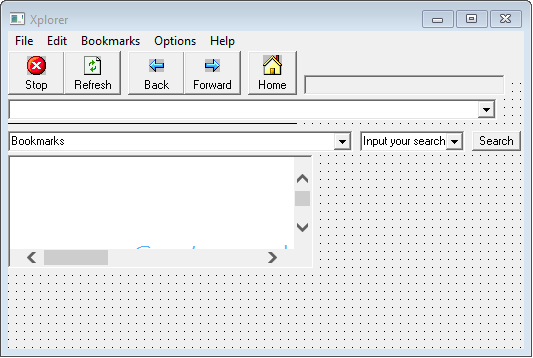 Xplorer
File Edit Bookmarks Options Help
Stop Refresh Back Forward Home
Bookmarks Input your search Search